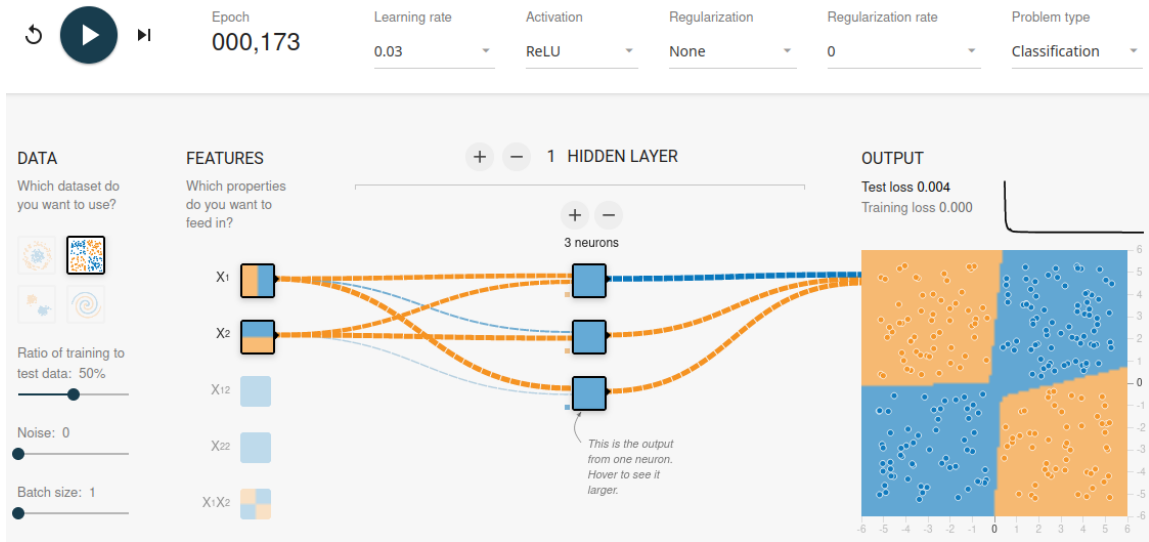 Epoch
000,173
Learning rate
0.03
Activation
ReLU
Regularization
None
Regularization rate
0
Problem type
Classification
DATA
Which dataset do
you want to use?
Ratio of training to
test data: 50%
Noise: 0
Batch size: 1
FEATURES
Which properties
do you want to
feed in?
X1
X2
X12
X22
X1X2
+ − 1 HIDDEN LAYER
+ −
3 neurons
This is the output
from one neuron.
Hover to see it
larger.
OUTPUT
Test loss 0.004
Training loss 0.000
6
5
4
3
2
1
0
-1
-2
-3
-4
-5
-6
-6 -5 -4 -3 -2 -1 0 1 2 3 4 5 6